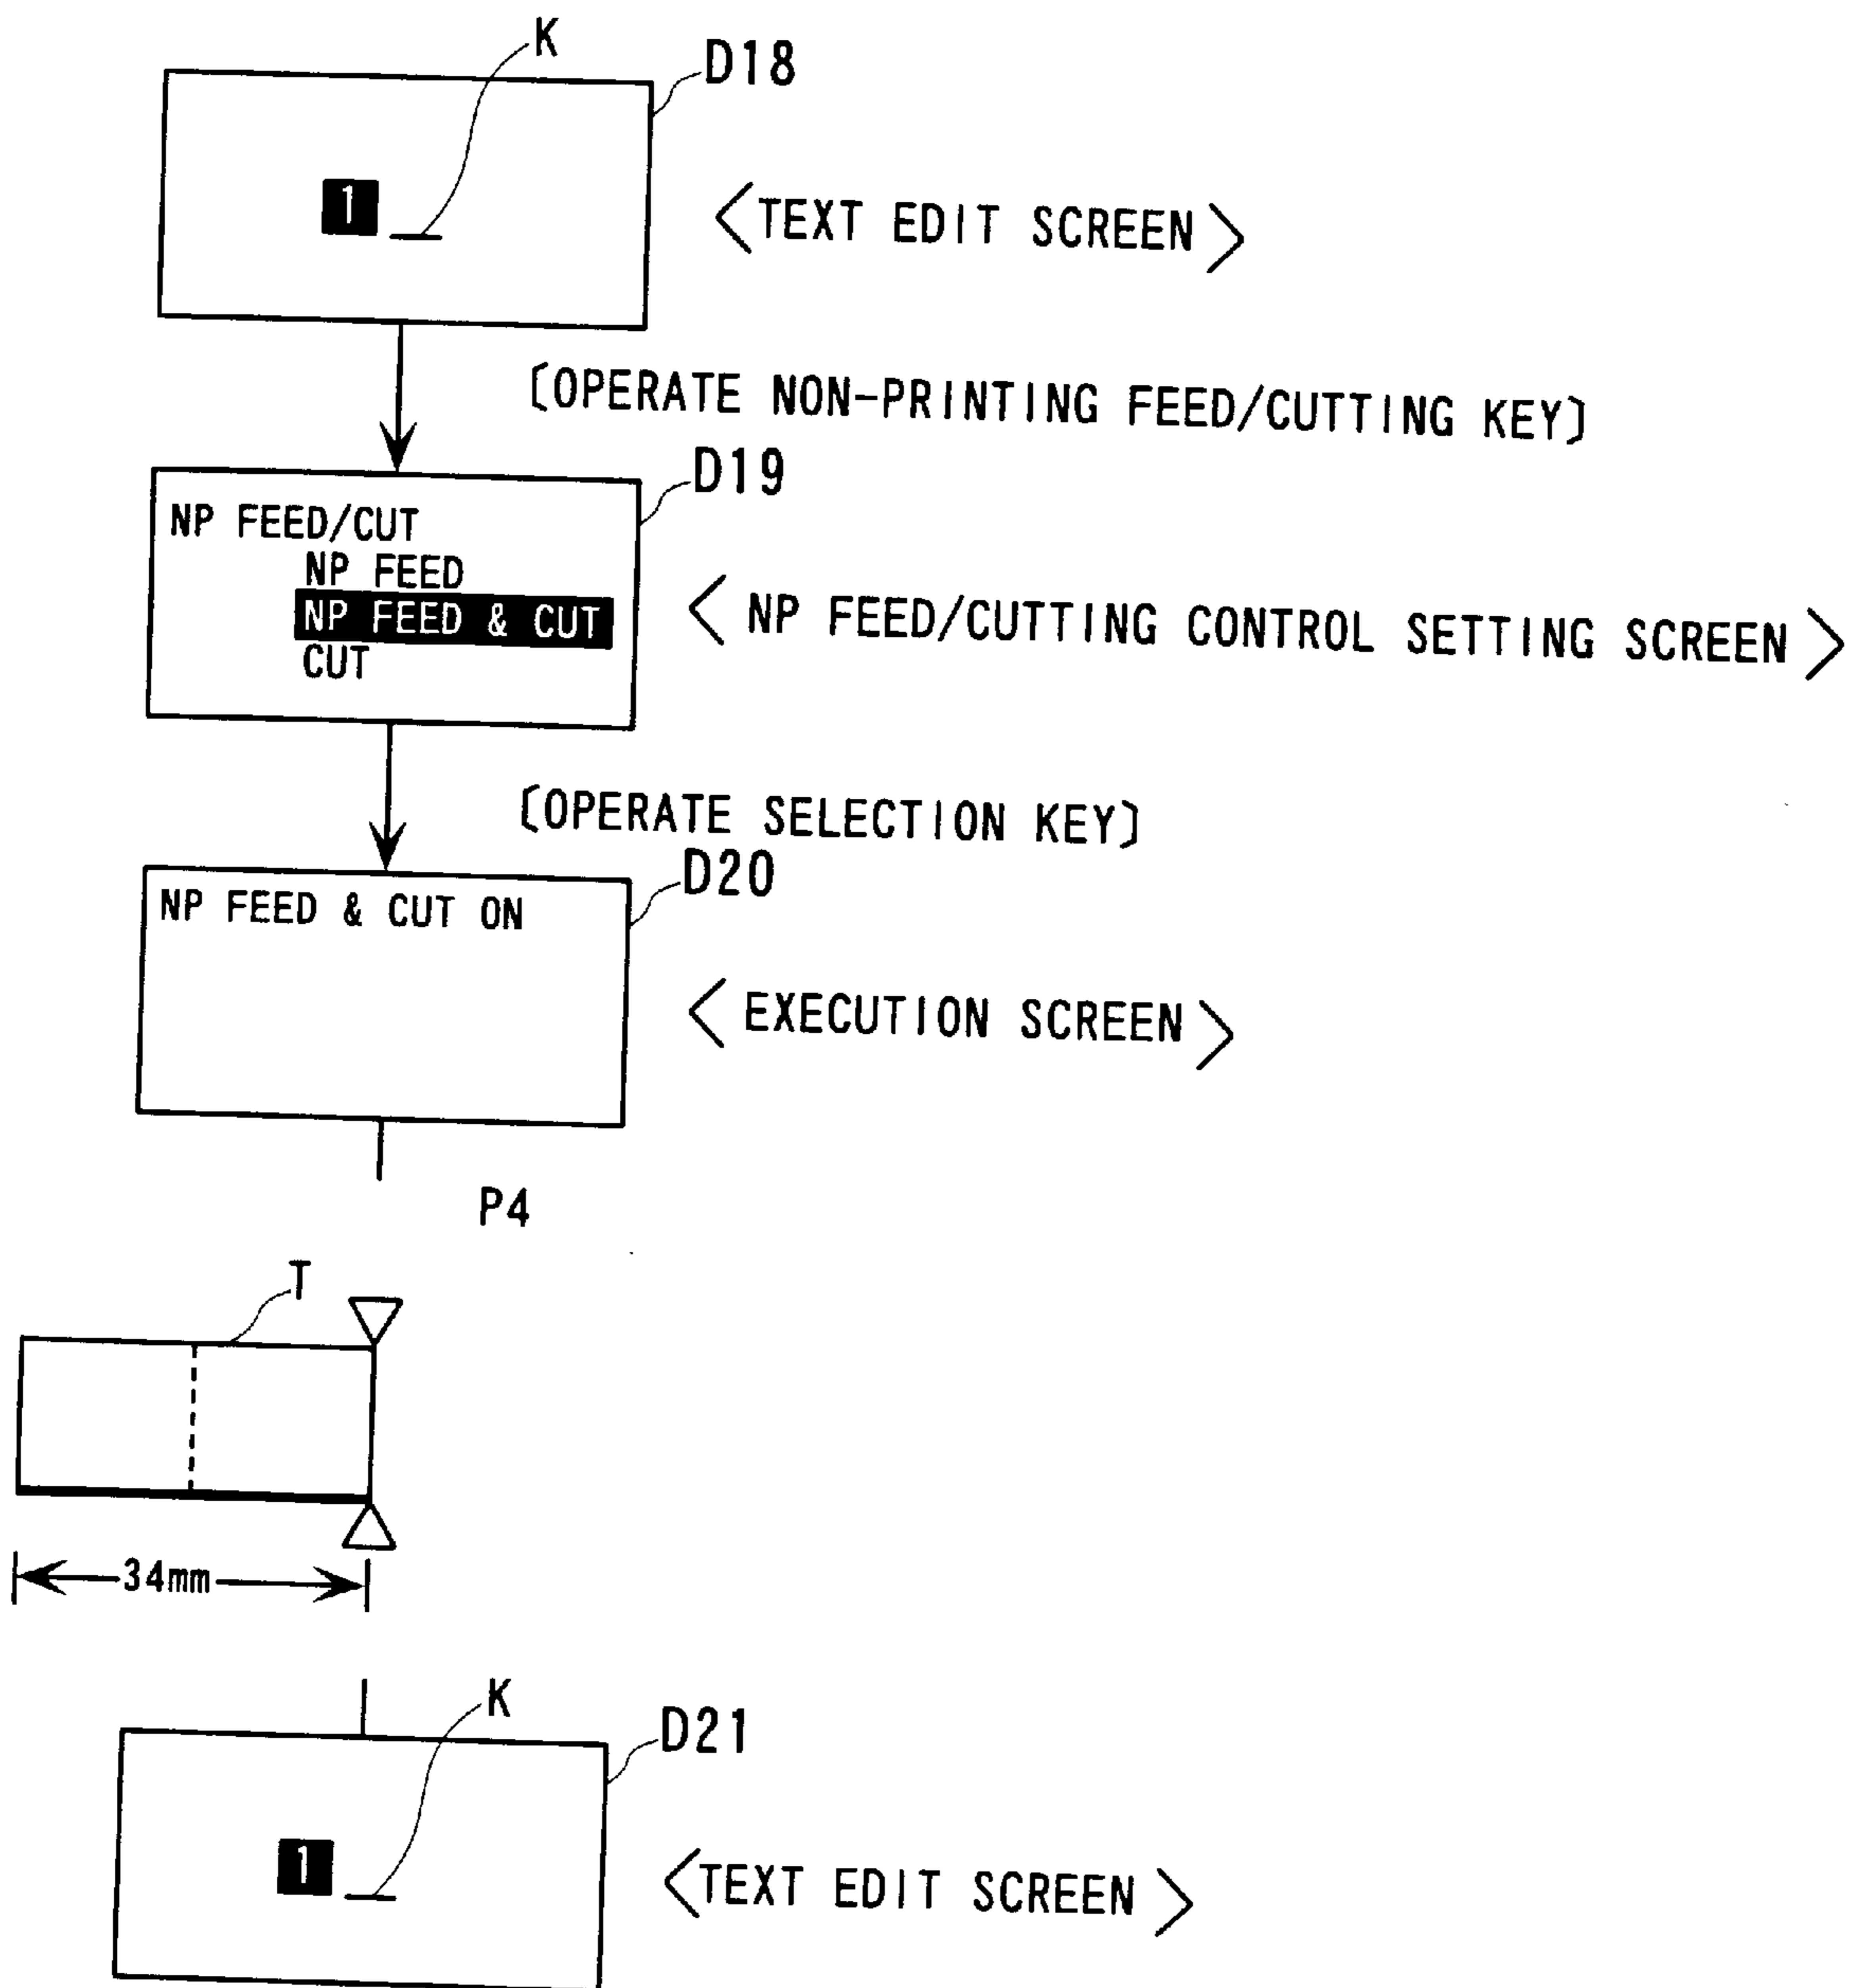 K
D18
1
<TEXT EDIT SCREEN>
[OPERATE NON-PRINTING FEED/CUTTING KEY]
D19
NP FEED/CUT
NP FEED
NP FEED & CUT
CUT
< NP FEED/CUTTING CONTROL SETTING SCREEN >
[OPERATE SELECTION KEY]
D20
NP FEED & CUT ON
< EXECUTION SCREEN >
P4
T
34mm
K
D21
1
<TEXT EDIT SCREEN >